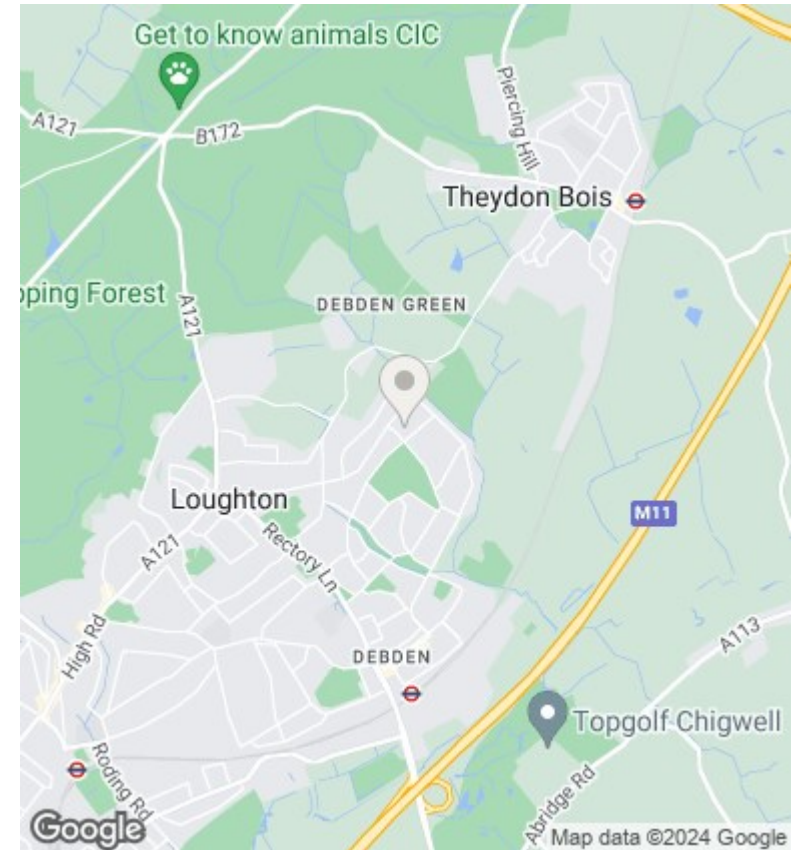 Get to know animals CIC
A121
B172
Piercing Hill
Theydon Bois
pping Forest
A121
DEBDEN GREEN
Loughton
M11
A121
Rectory Ln
High Rd
DEBDEN
A113
Topgolf Chigwell
Roding Rd
Abridge Rd
Google
Map data ©2024 Google